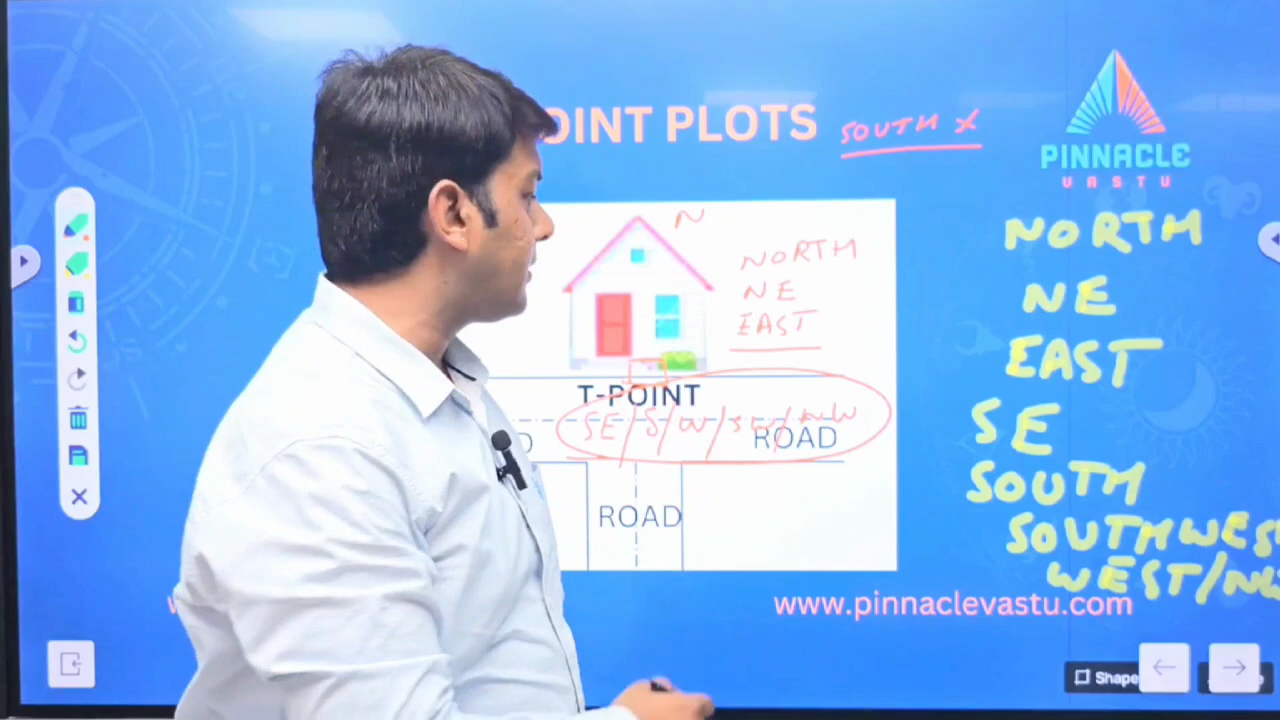 OINT PLOTS
SOUTH X
PINNACLE
VASTU
N
NORTH
NE
EAST
T-POINT
SE/S/W/SW/NW
D
ROAD
ROAD
NORTH
NE
EAST
SE
SOUTH
SOUTHWES
WEST/N
www.pinnaclevastu.com
Shape